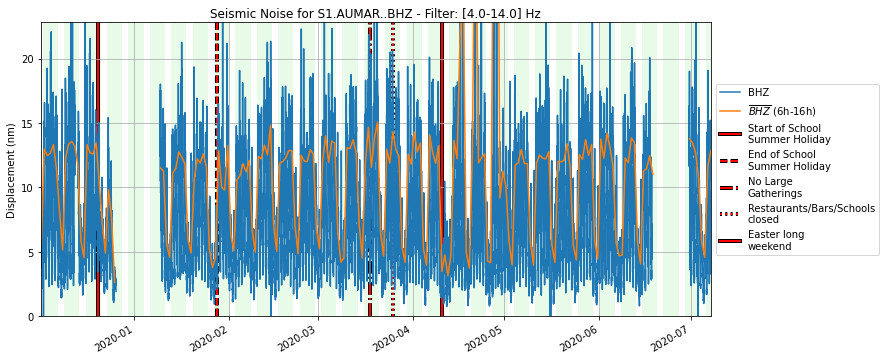 Seismic Noise for S1.AUMAR..BHZ - Filter: [4.0-14.0] Hz
Displacement (nm)
20
15
10
5
0
2020-01
2020-02
2020-03
2020-04
2020-05
2020-06
2020-07
BHZ
BHZ (6h-16h)
Start of School
Summer Holiday
End of School
Summer Holiday
No Large
Gatherings
Restaurants/Bars/Schools
closed
Easter long
weekend